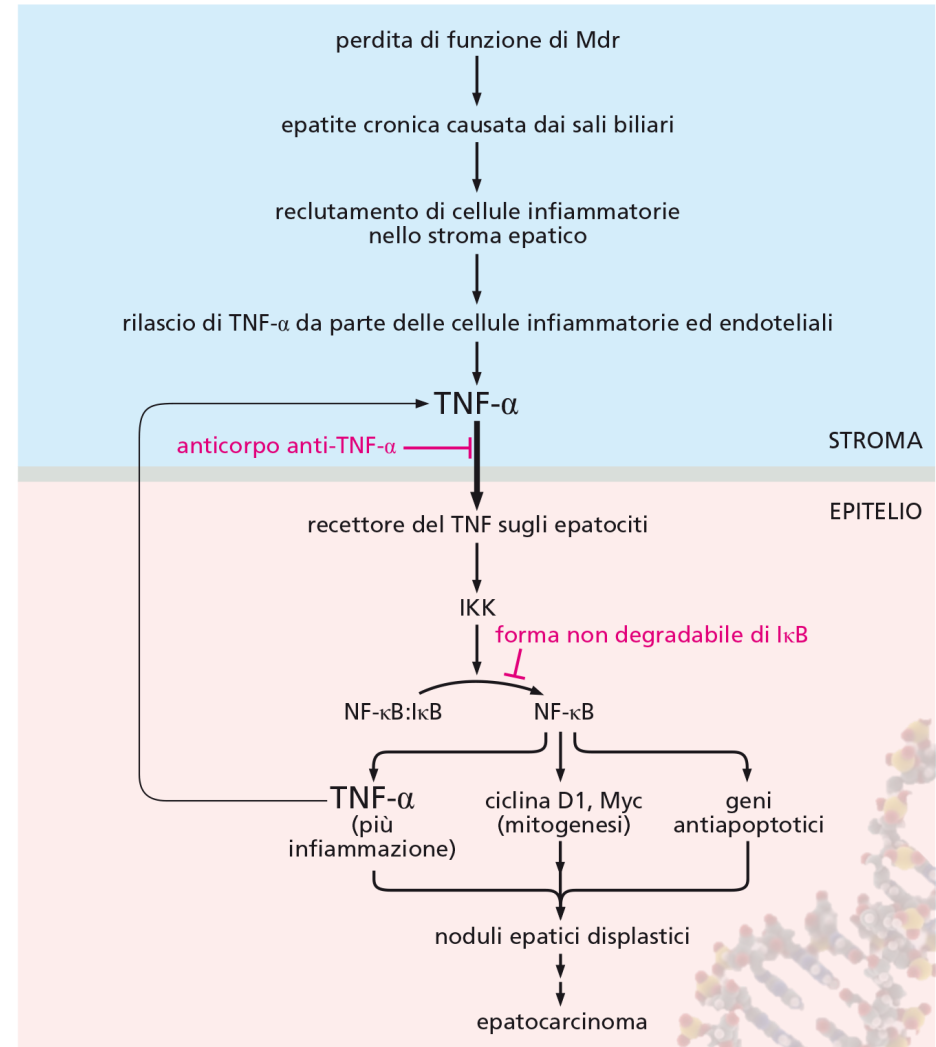 perdita di funzione di Mdr
epatite cronica causata dai sali biliari
reclutamento di cellule infiammatorie
nello stroma epatico
rilascio di TNF-α da parte delle cellule infiammatorie ed endoteliali
TNF-α
anticorpo anti-TNF-α
STROMA
EPITELIO
recettore del TNF sugli epatociti
IKK
forma non degradabile di IκB
NF-κB:IκB
NF-κB
TNF-α
(più
infiammazione)
ciclina D1, Myc
(mitogenesi)
geni
antiapoptotici
noduli epatici displastici
epatocarcinoma